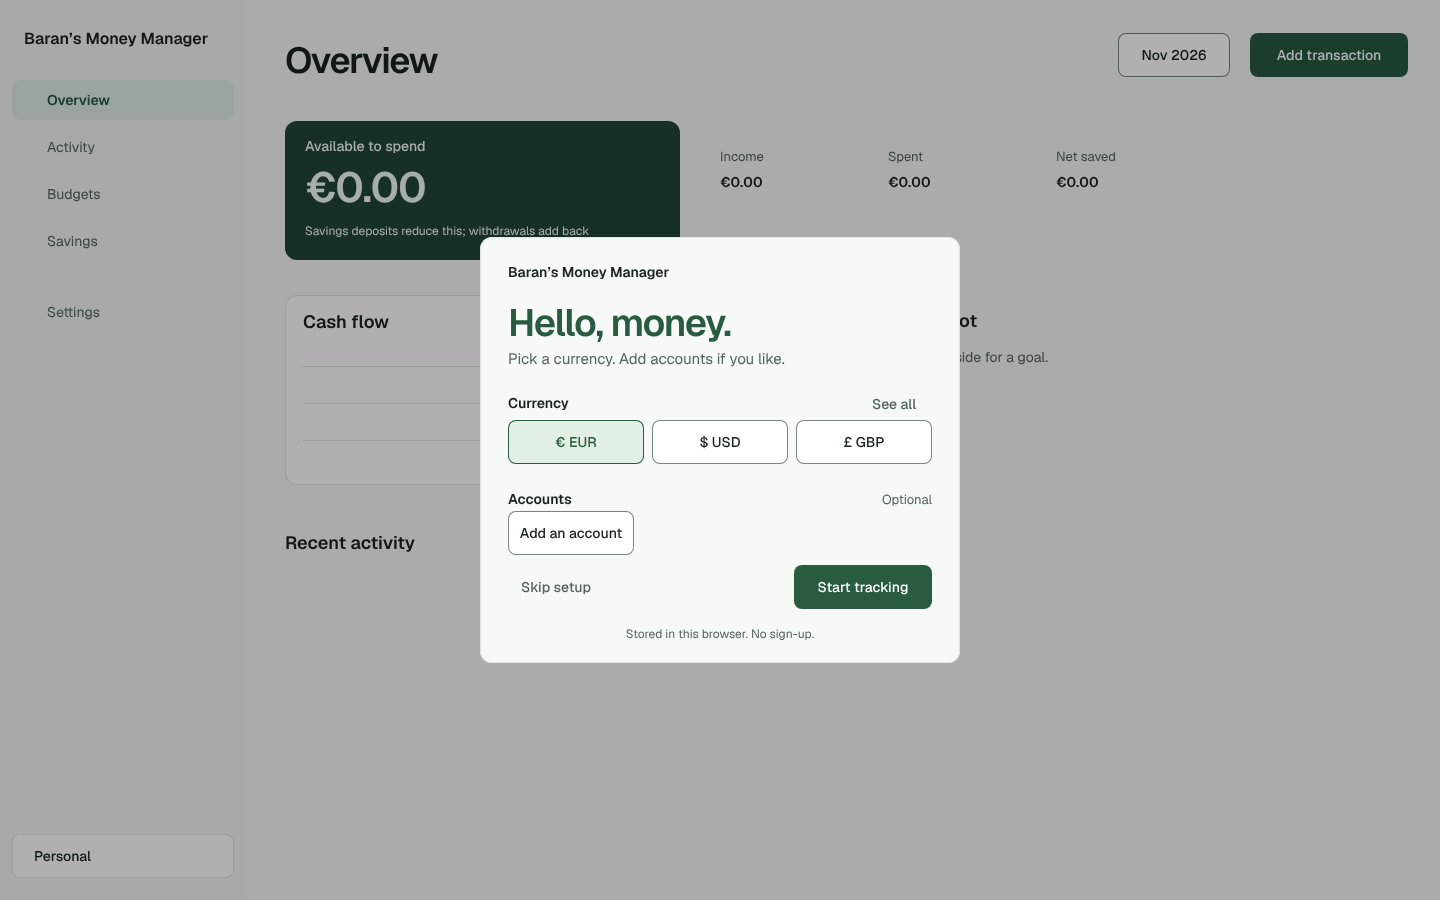 Baran’s Money Manager
Overview
Activity
Budgets
Savings
Settings
Personal
Overview
Nov 2026
Add transaction
Available to spend
€0.00
Savings deposits reduce this; withdrawals add back
Income
€0.00
Spent
€0.00
Net saved
€0.00
Cash flow
Recent activity
Baran’s Money Manager
Hello, money.
Pick a currency. Add accounts if you like.
Currency
See all
€ EUR
$ USD
£ GBP
Accounts
Optional
Add an account
Skip setup
Start tracking
Stored in this browser. No sign-up.
for a goal.